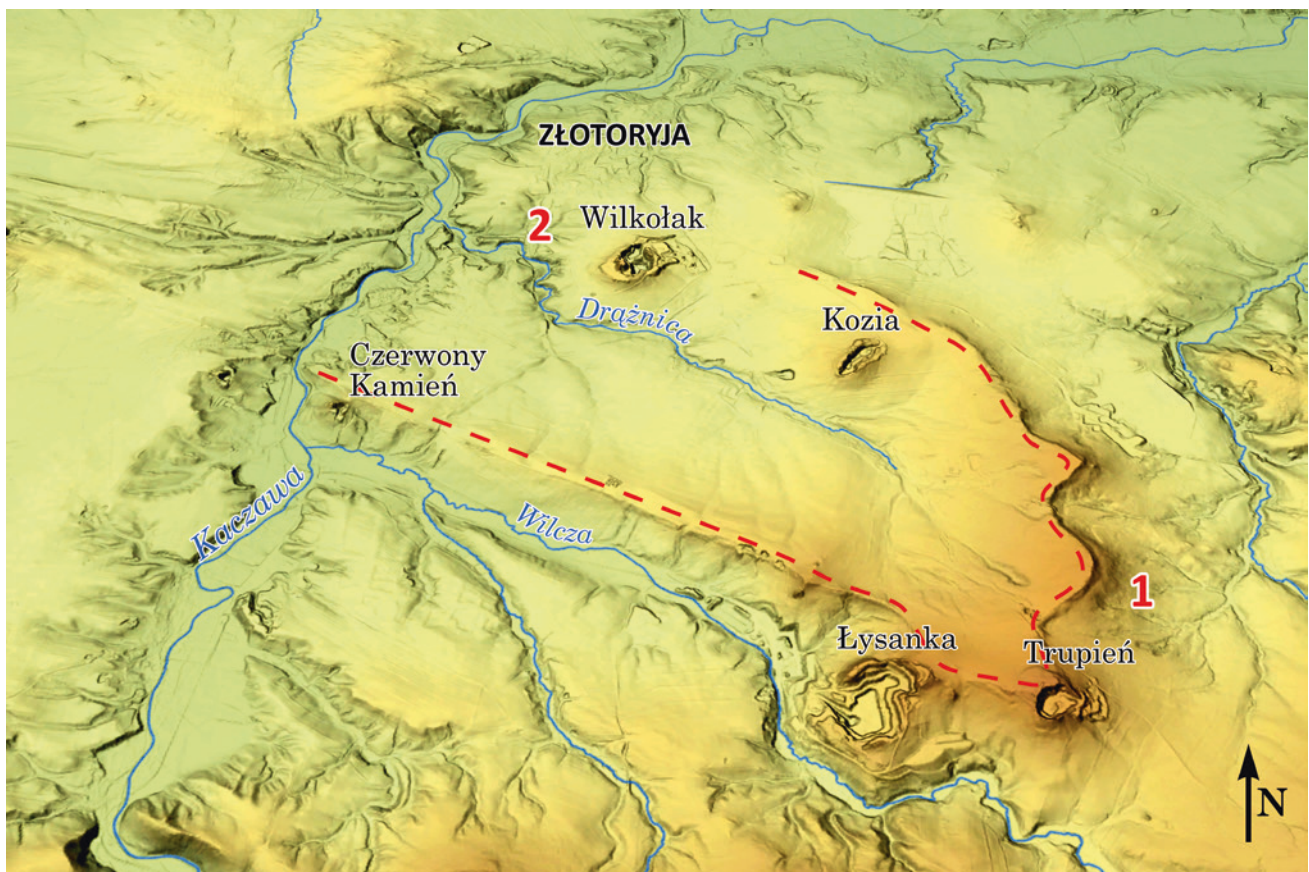 ZŁOTORYJA
2
Wilkołak
Drążnica
Kozia
Czerwony
Kamień
Kaczawa
Wilcza
1
Łysanka
Trupień
N